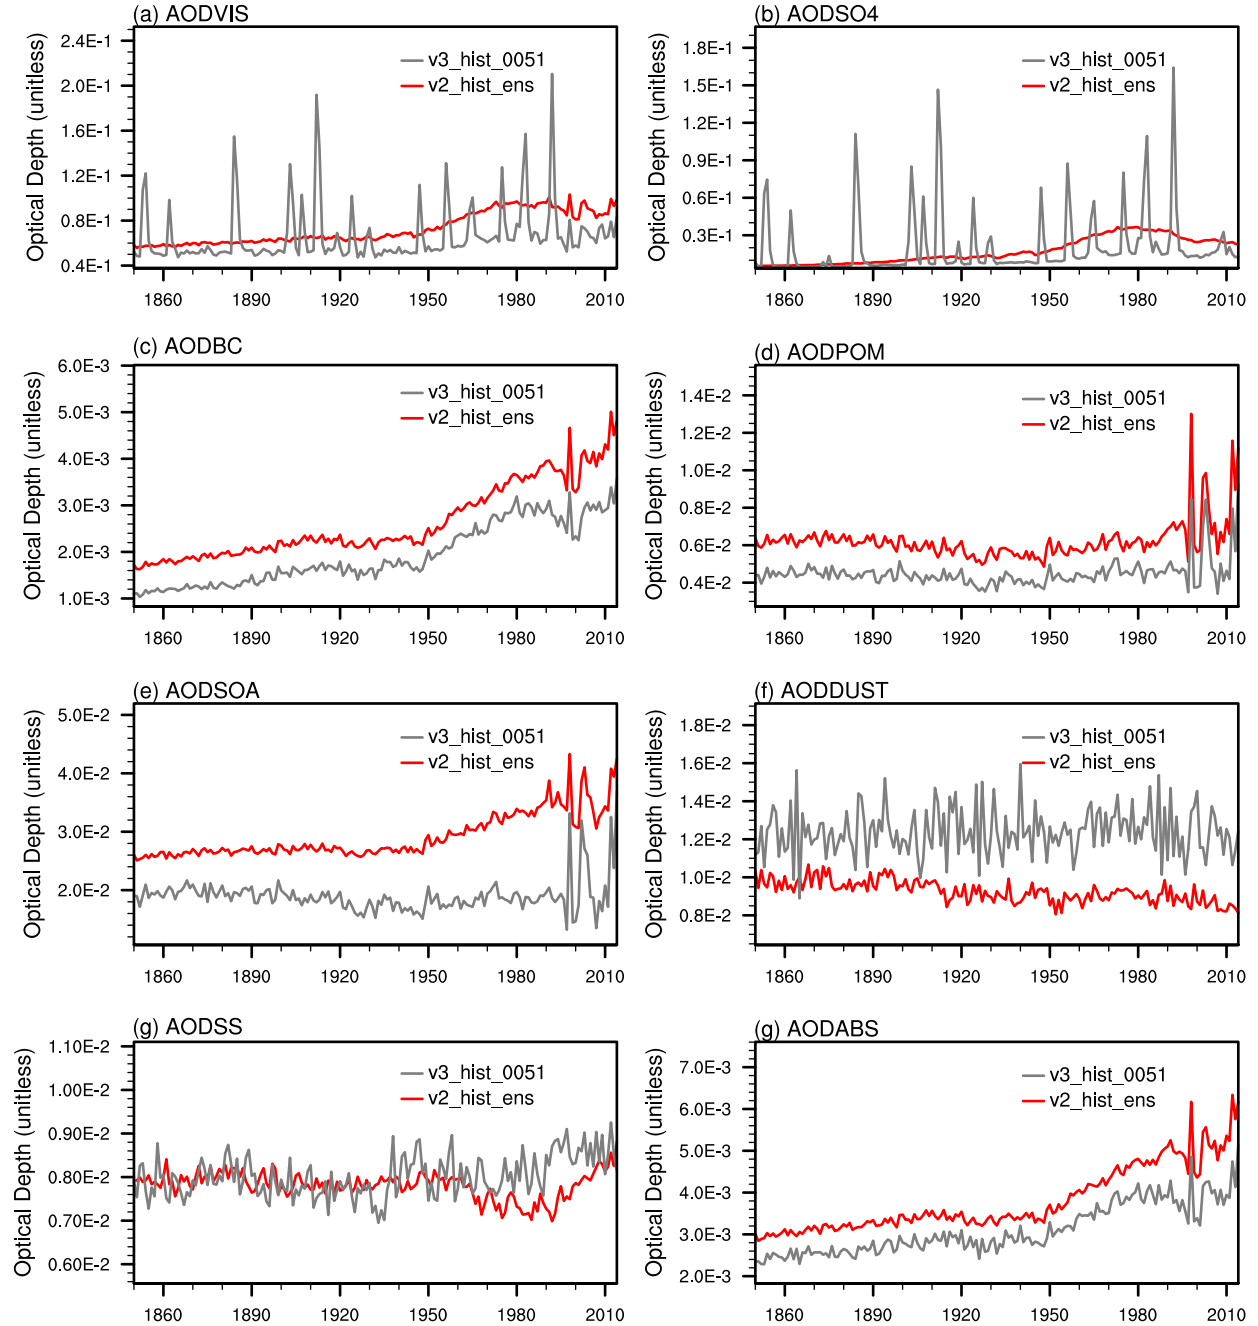 (a) AODVIS
Optical Depth (unitless)
2.4E-1
2.0E-1
1.6E-1
1.2E-1
0.8E-1
0.4E-1
v3_hist_0051
v2_hist_ens
1860 1890 1920 1950 1980 2010
(b) AODSO4
Optical Depth (unitless)
1.8E-1
1.5E-1
1.2E-1
0.9E-1
0.6E-1
0.3E-1
v3_hist_0051
v2_hist_ens
1860 1890 1920 1950 1980 2010
(c) AODBC
Optical Depth (unitless)
6.0E-3
5.0E-3
4.0E-3
3.0E-3
2.0E-3
1.0E-3
v3_hist_0051
v2_hist_ens
1860 1890 1920 1950 1980 2010
(d) AODPOM
Optical Depth (unitless)
1.4E-2
1.2E-2
1.0E-2
0.8E-2
0.6E-2
0.4E-2
v3_hist_0051
v2_hist_ens
1860 1890 1920 1950 1980 2010
(e) AODSOA
Optical Depth (unitless)
5.0E-2
4.0E-2
3.0E-2
2.0E-2
v3_hist_0051
v2_hist_ens
1860 1890 1920 1950 1980 2010
(f) AODDUST
Optical Depth (unitless)
1.8E-2
1.6E-2
1.4E-2
1.2E-2
1.0E-2
0.8E-2
v3_hist_0051
v2_hist_ens
1860 1890 1920 1950 1980 2010
(g) AODSS
Optical Depth (unitless)
1.10E-2
1.00E-2
0.90E-2
0.80E-2
0.70E-2
0.60E-2
v3_hist_0051
v2_hist_ens
1860 1890 1920 1950 1980 2010
(g) AODABS
Optical Depth (unitless)
7.0E-3
6.0E-3
5.0E-3
4.0E-3
3.0E-3
2.0E-3
v3_hist_0051
v2_hist_ens
1860 1890 1920 1950 1980 2010